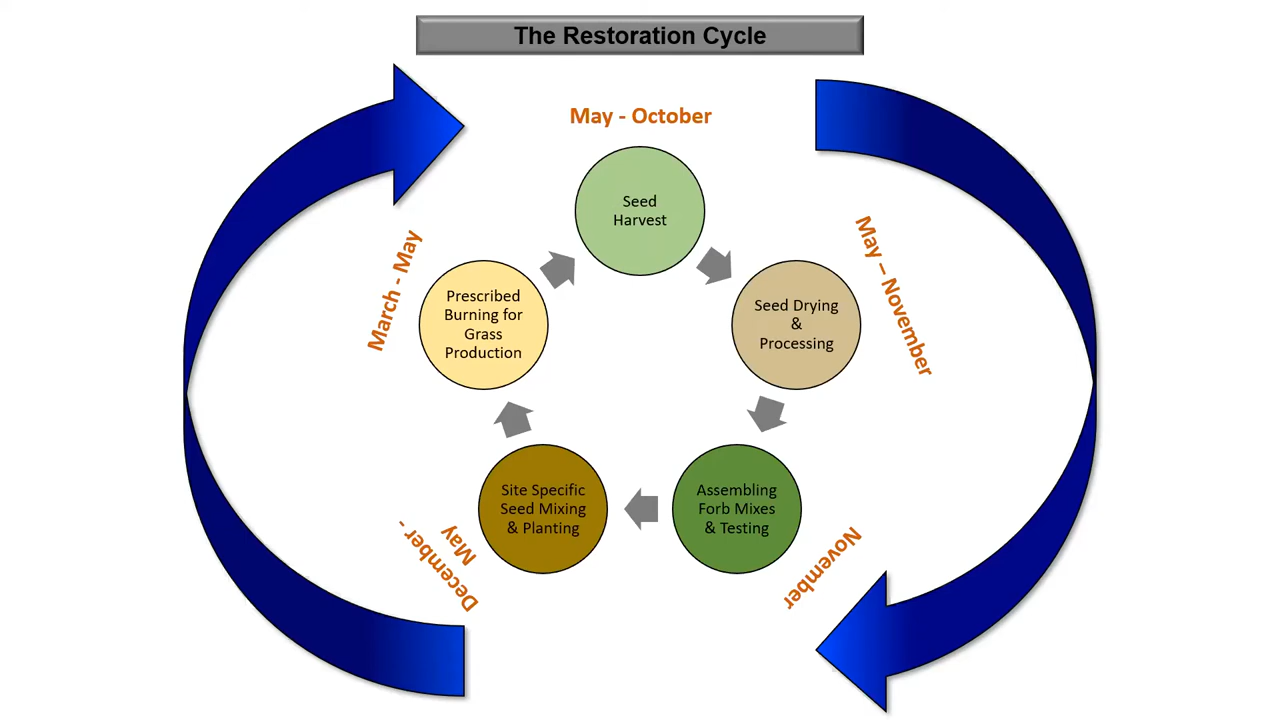 The Restoration Cycle
May - October
Seed
Harvest
May – November
Seed Drying
&
Processing
November
Assembling
Forb Mixes
& Testing
December -
May
Site Specific
Seed Mixing
& Planting
March - May
Prescribed
Burning for
Grass
Production